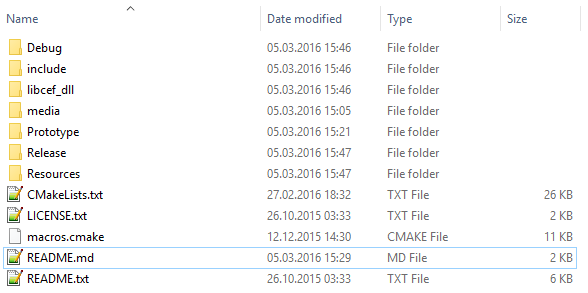 Name Date modified Type Size
Debug 05.03.2016 15:46 File folder
include 05.03.2016 15:46 File folder
libcef_dll 05.03.2016 15:46 File folder
media 05.03.2016 15:05 File folder
Prototype 05.03.2016 15:21 File folder
Release 05.03.2016 15:47 File folder
Resources 05.03.2016 15:47 File folder
CMakeLists.txt 27.02.2016 18:32 TXT File 26 KB
LICENSE.txt 26.10.2015 03:33 TXT File 2 KB
macros.cmake 12.12.2015 14:30 CMAKE File 11 KB
README.md 05.03.2016 15:29 MD File 2 KB
README.txt 26.10.2015 03:33 TXT File 6 KB